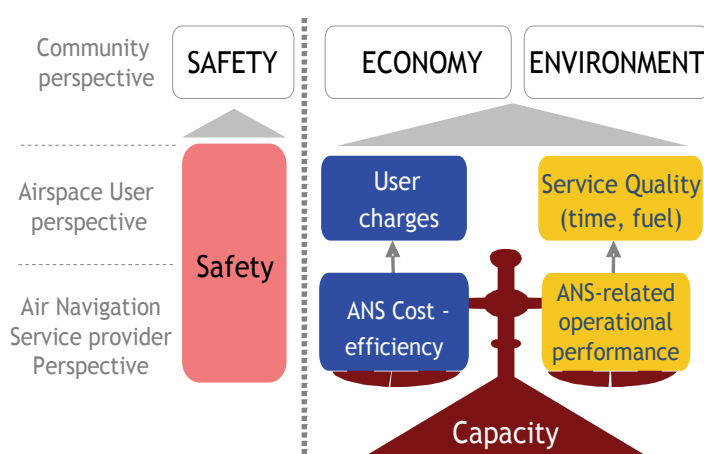 Community
perspective
SAFETY
ECONOMY
ENVIRONMENT
Airspace User
perspective
Air Navigation
Service provider
Perspective
Safety
User
charges
Service Quality
(time, fuel)
ANS Cost -
efficiency
ANS-related
operational
performance
Capacity